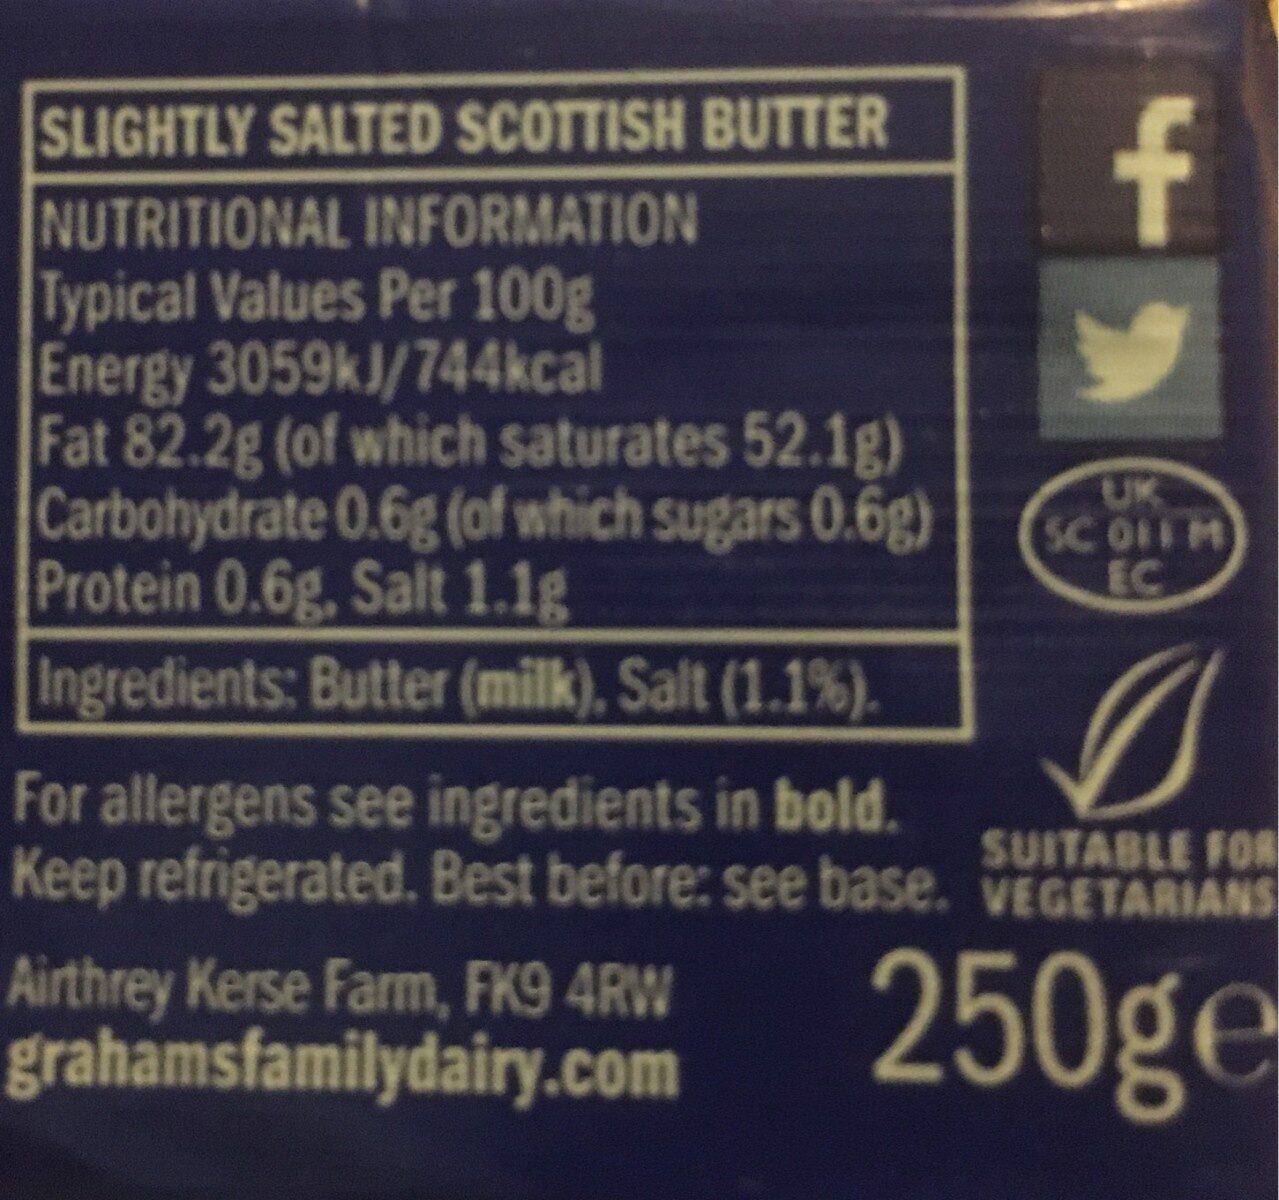 SLIGHTLY SALTED SCOTTISH BUTTER
NUTRITIONAL INFORMATION
Typical Values Per 100g
Energy 3059kJ/744kcal
Fat 82.2g (of which saturates 52.1g)
Carbohydrate 0.6g (of which sugars 0.6g)
Protein 0.6g, Salt 1.1g
Ingredients: Butter (milk), Salt (1.1%).
For allergens see ingredients in bold.
Keep refrigerated. Best before: see base.
Airthrey Kerse Farm, FK9 4RW
grahamsfamilydairy.com
f
UK
SC 011 M
EC
SUITABLE FOR
VEGETARIANS
250g e